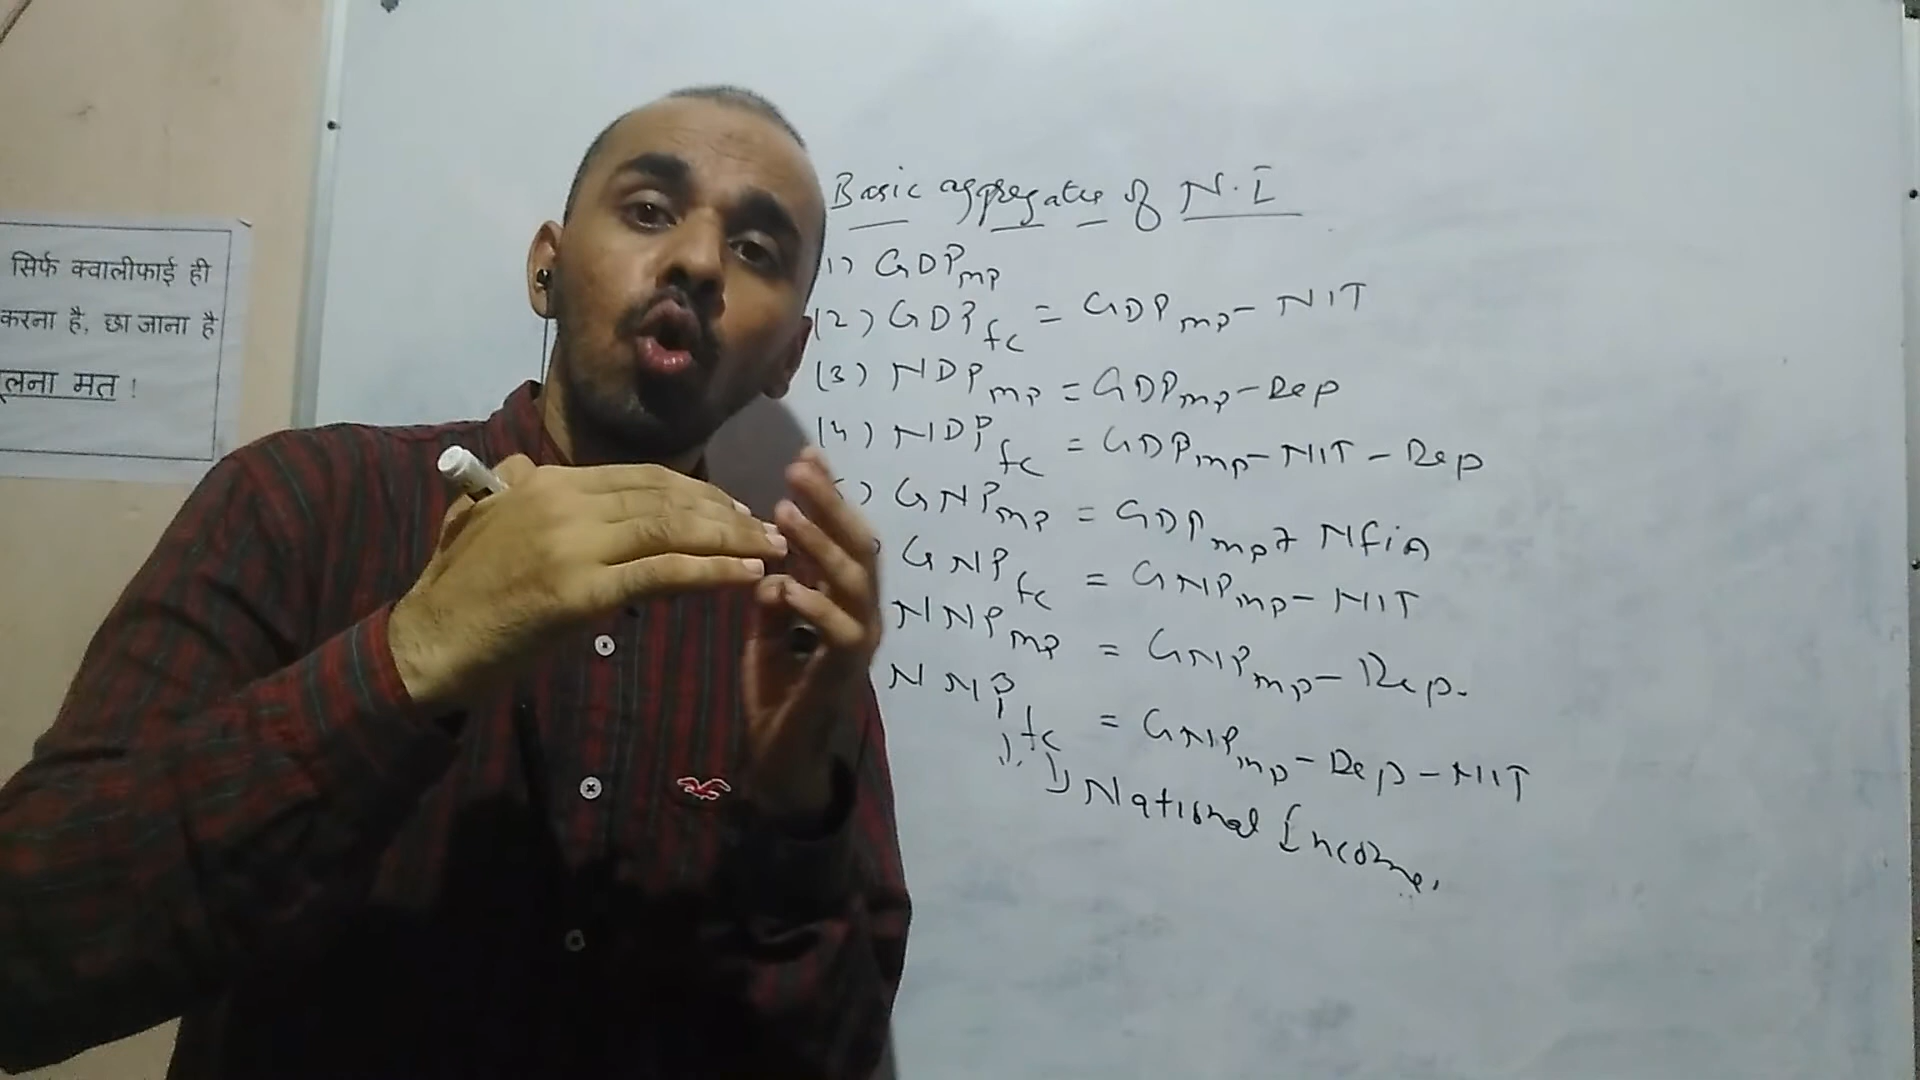 सिर्फ क्वालीफाई ही
करना है, छा जाना है
लना मत !
Basic aggregates of N.I
1) GDPmp
(2) GDPfc = GDPmp - NIT
(3) NDPmp = GDPmp - Dep
(4) NDPfc = GDPmp - NIT - Dep
) GNPmp = GDPmp + Nfia
) GNPfc = GNPmp - NIT
NNPmp = GNPmp - Dep.
NNPfc = GNPmp - Dep - NIT
National Income.